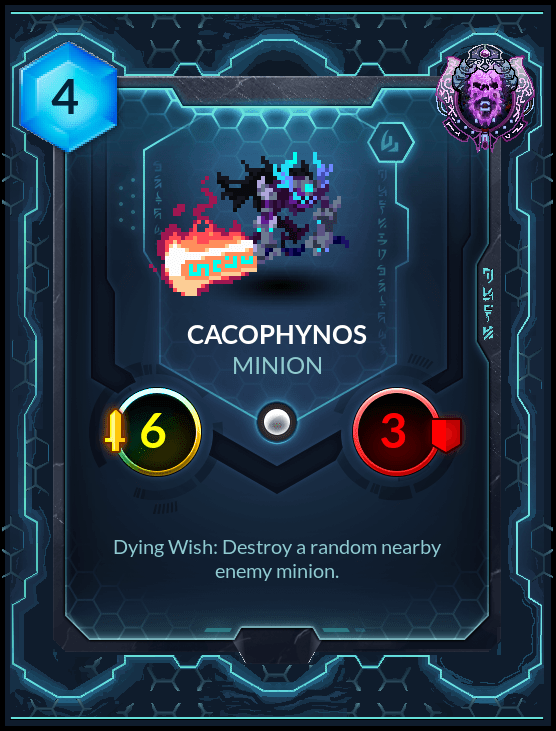 4
CACOPHYNOS
MINION
6
3
Dying Wish: Destroy a random nearby
enemy minion.